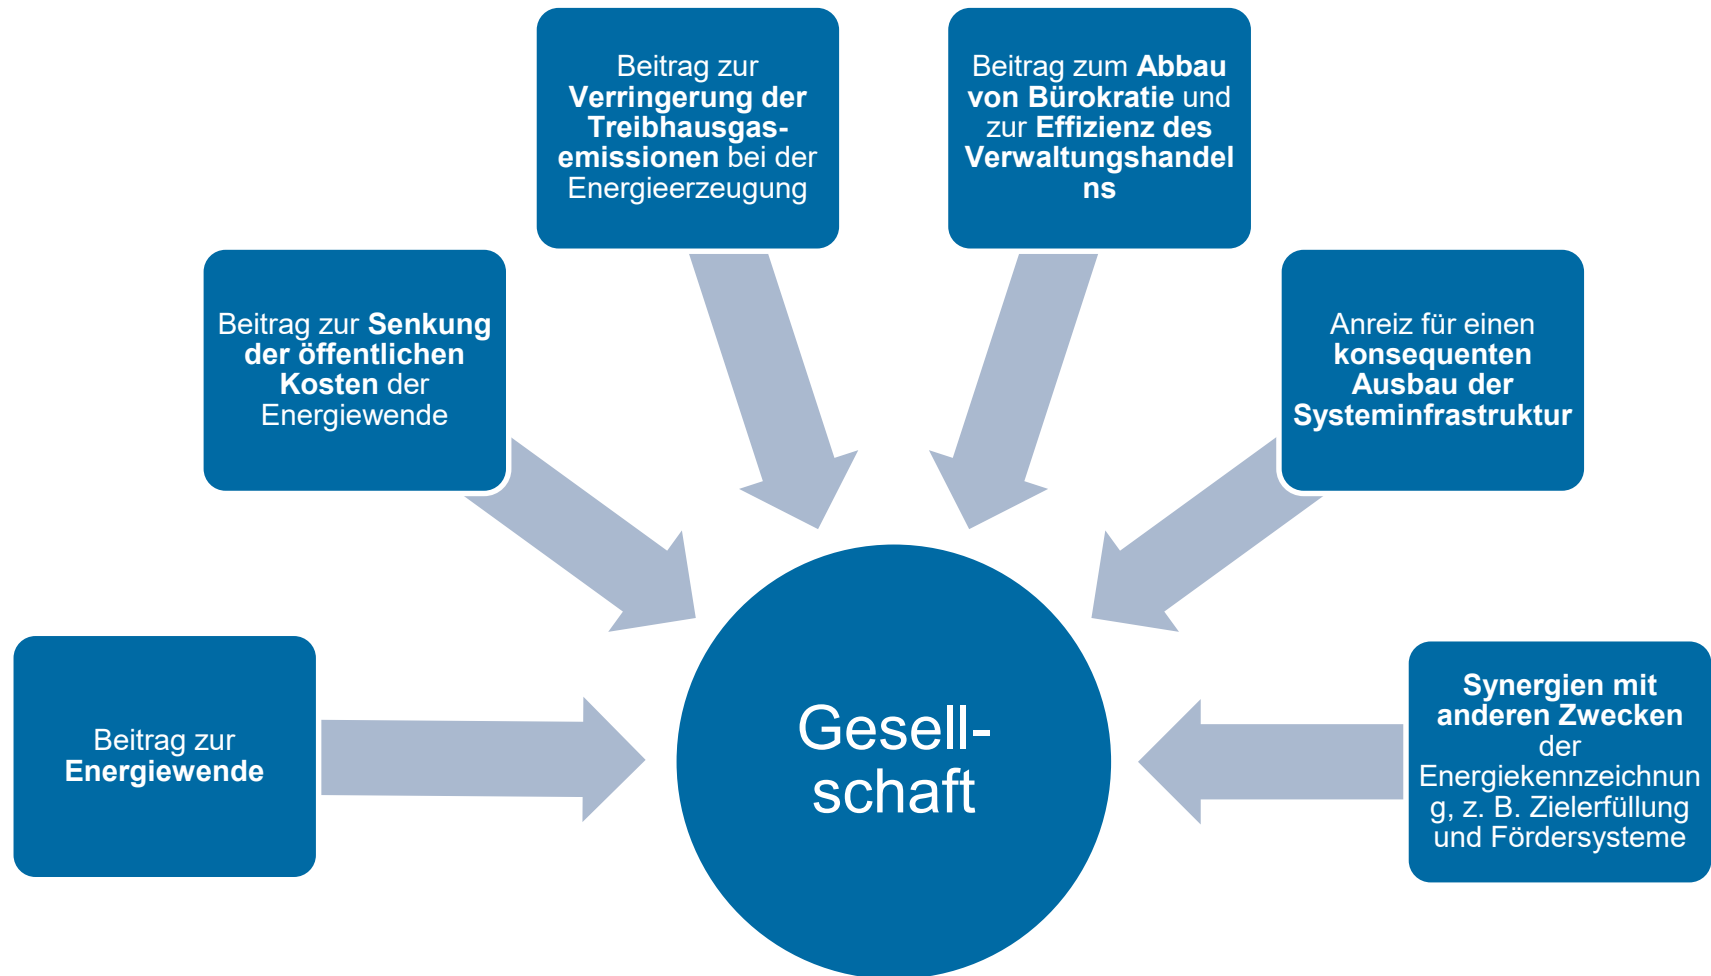 Beitrag zur
Verringerung der
Treibhausgas-
emissionen bei der
Energieerzeugung
Beitrag zum Abbau
von Bürokratie und
zur Effizienz des
Verwaltungshandel
ns
Beitrag zur Senkung
der öffentlichen
Kosten der
Energiewende
Anreiz für einen
konsequenten
Ausbau der
Systeminfrastruktur
Beitrag zur
Energiewende
Gesell-
schaft
Synergien mit
anderen Zwecken
der
Energiekennzeichnun
g, z. B. Zielerfüllung
und Fördersysteme